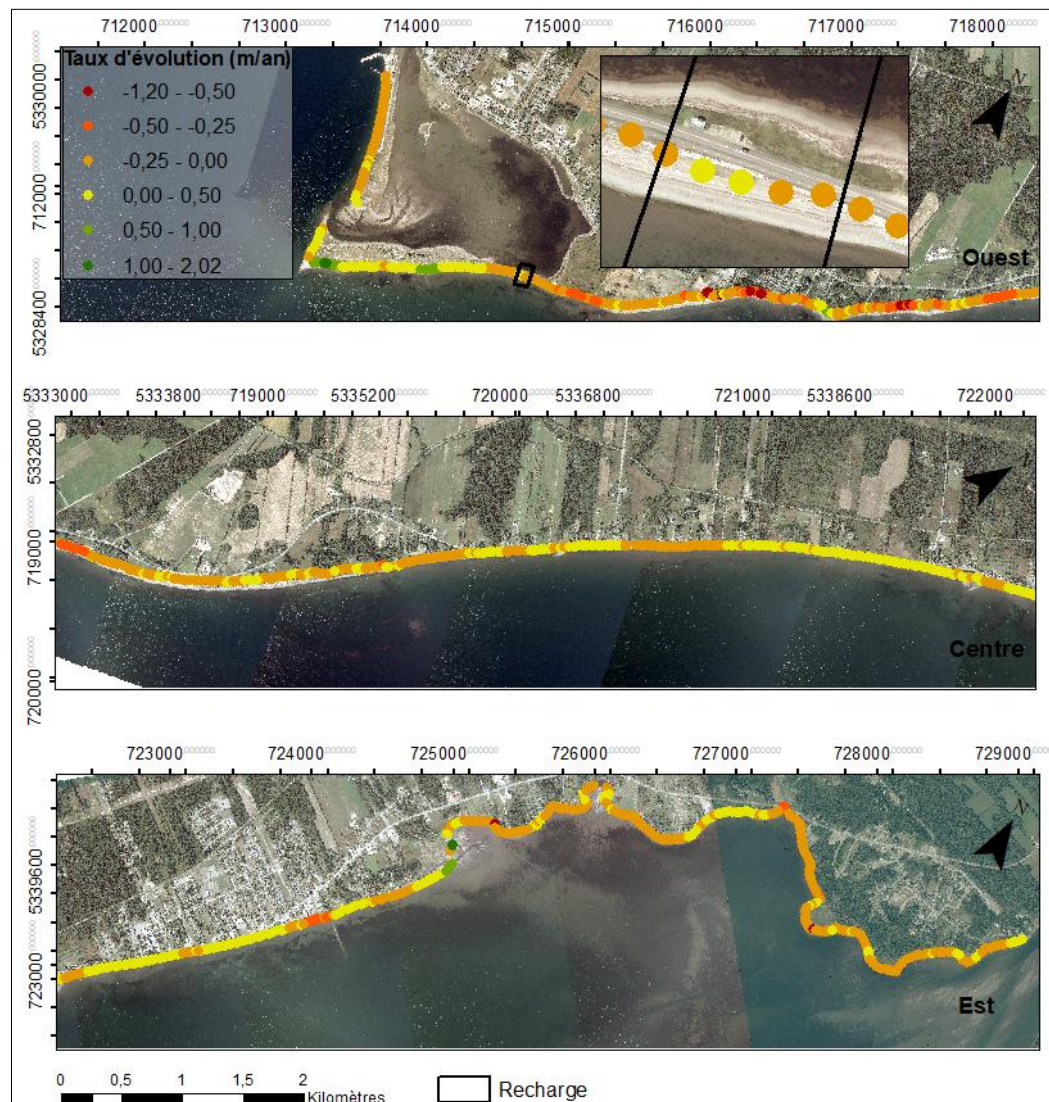 712000 713000 714000 715000 716000 717000 718000
Taux d'évolution (m/an)
-1,20 - -0,50
-0,50 - -0,25
-0,25 - 0,00
0,00 - 0,50
0,50 - 1,00
1,00 - 2,02
5330000
712000
5328400
N
Ouest
5333000 5333800 719000 5335200 720000 5336800 721000 5338600 722000
5332800
719000
720000
Centre
723000 724000 725000 726000 727000 728000 729000
5339600
723000
N
Est
0 0,5 1 1,5 2
Kilomètres
Recharge